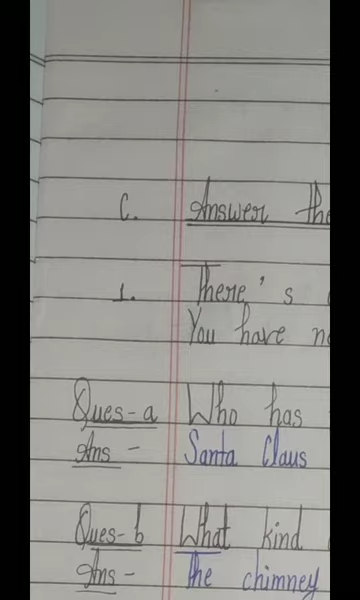 C. Answer the
1. There's
You have
Ques-a Who has
Ans - Santa Claus
Ques-b What kind
Ans - The chimney